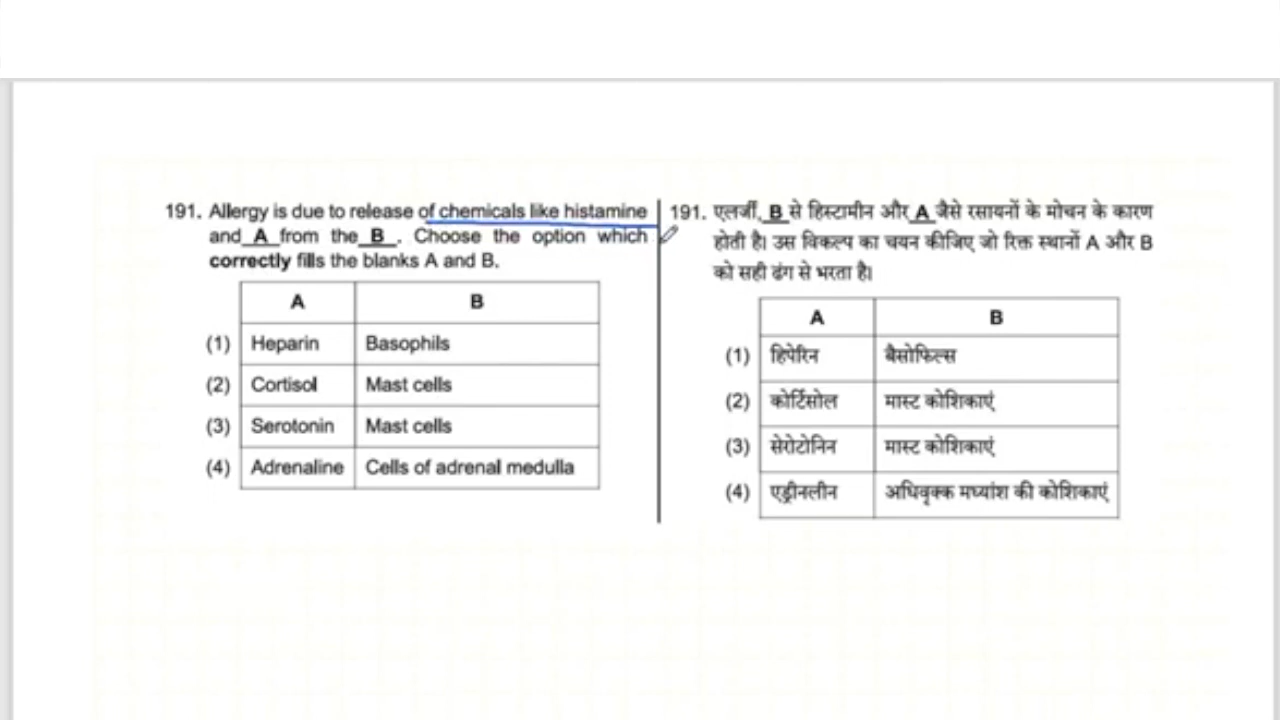 191. Allergy is due to release of chemicals like histamine
and A from the B. Choose the option which
correctly fills the blanks A and B.
A B
(1) Heparin Basophils
(2) Cortisol Mast cells
(3) Serotonin Mast cells
(4) Adrenaline Cells of adrenal medulla
191. एलर्जी, B से हिस्टामीन और A जैसे रसायनों के मोचन के कारण
होती है। उस विकल्प का चयन कीजिए जो रिक्त स्थानों A और B
को सही ढंग से भरता है।
A B
(1) हिपेरिन बैसोफिल्स
(2) कोर्टिसोल मास्ट कोशिकाएं
(3) सेरोटोनिन मास्ट कोशिकाएं
(4) एड्रीनलीन अधिवृक्क मध्यांश की कोशिकाएं